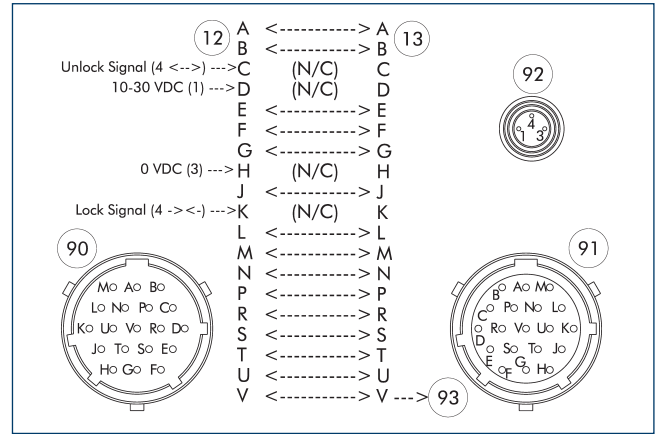 12 A <-----------> A 13
B <-----------> B
Unlock Signal (4 <-->) --->C (N/C) C
10-30 VDC (1) --->D (N/C) D
E <-----------> E
F <-----------> F
G <-----------> G
0 VDC (3) ---> H (N/C) H
J <-----------> J
Lock Signal (4 -><-) --->K (N/C) K
L <-----------> L
M <-----------> M
N <-----------> N
P <-----------> P
R <-----------> R
S <-----------> S
T <-----------> T
U <-----------> U
V <-----------> V ---> 93
92
4
1 3
90
M A B
L N P C
K U V R D
J T S E
H G F
91
B A M
C P N L
D R V U K
E S T J
F G H